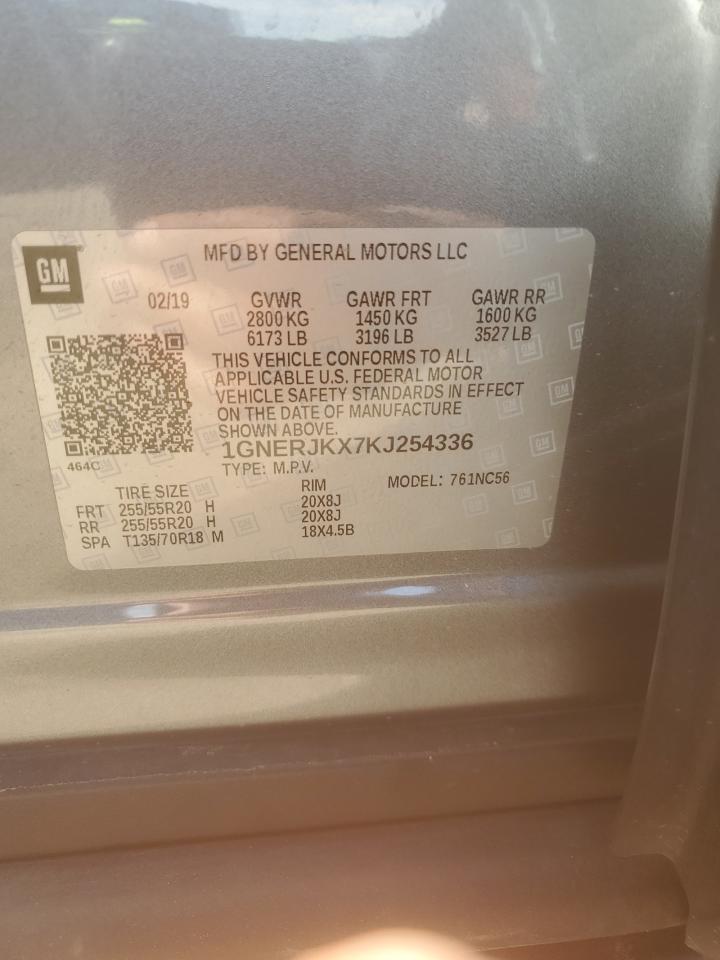 GM
MFD BY GENERAL MOTORS LLC
02/19 GVWR GAWR FRT GAWR RR
2800 KG 1450 KG 1600 KG
6173 LB 3196 LB 3527 LB
THIS VEHICLE CONFORMS TO ALL
APPLICABLE U.S. FEDERAL MOTOR
VEHICLE SAFETY STANDARDS IN EFFECT
ON THE DATE OF MANUFACTURE
SHOWN ABOVE.
1GNERJKX7KJ254336
464C
TYPE: M.P.V. MODEL: 761NC56
TIRE SIZE RIM
FRT 255/55R20 H 20X8J
RR 255/55R20 H 20X8J
SPA T135/70R18 M 18X4.5B